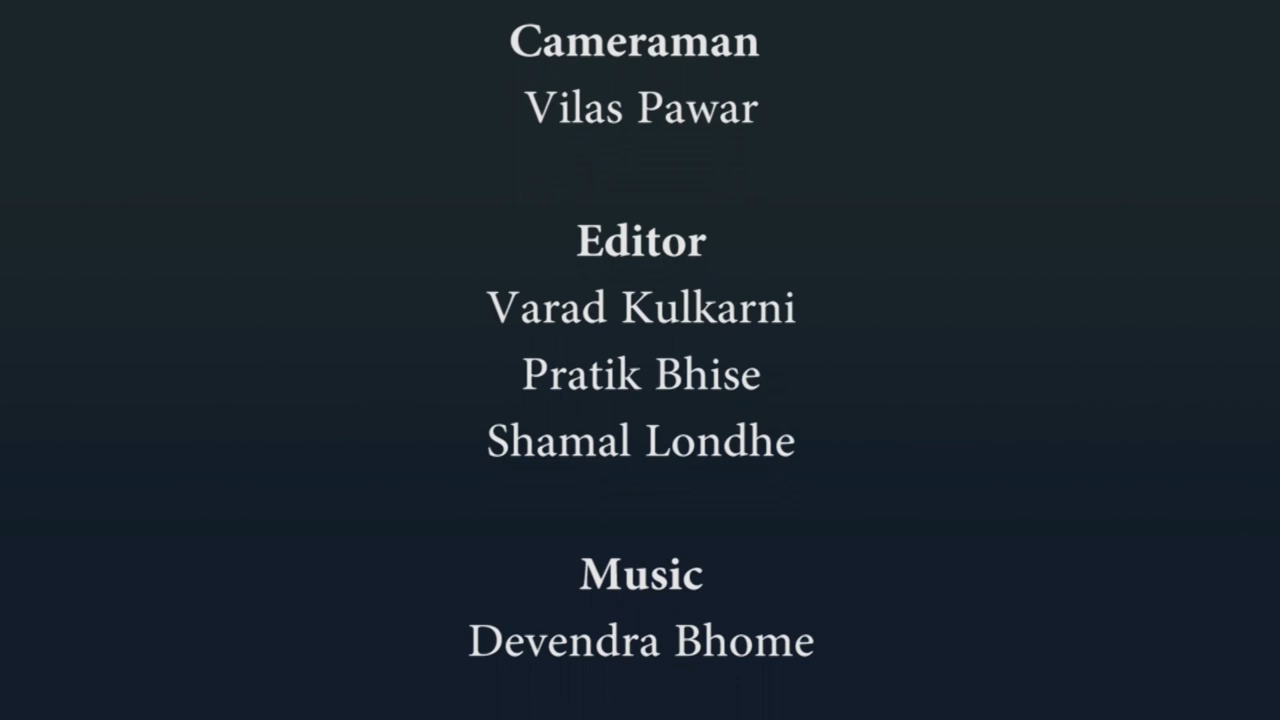 Cameraman
Vilas Pawar
Editor
Varad Kulkarni
Pratik Bhise
Shamal Londhe
Music
Devendra Bhome